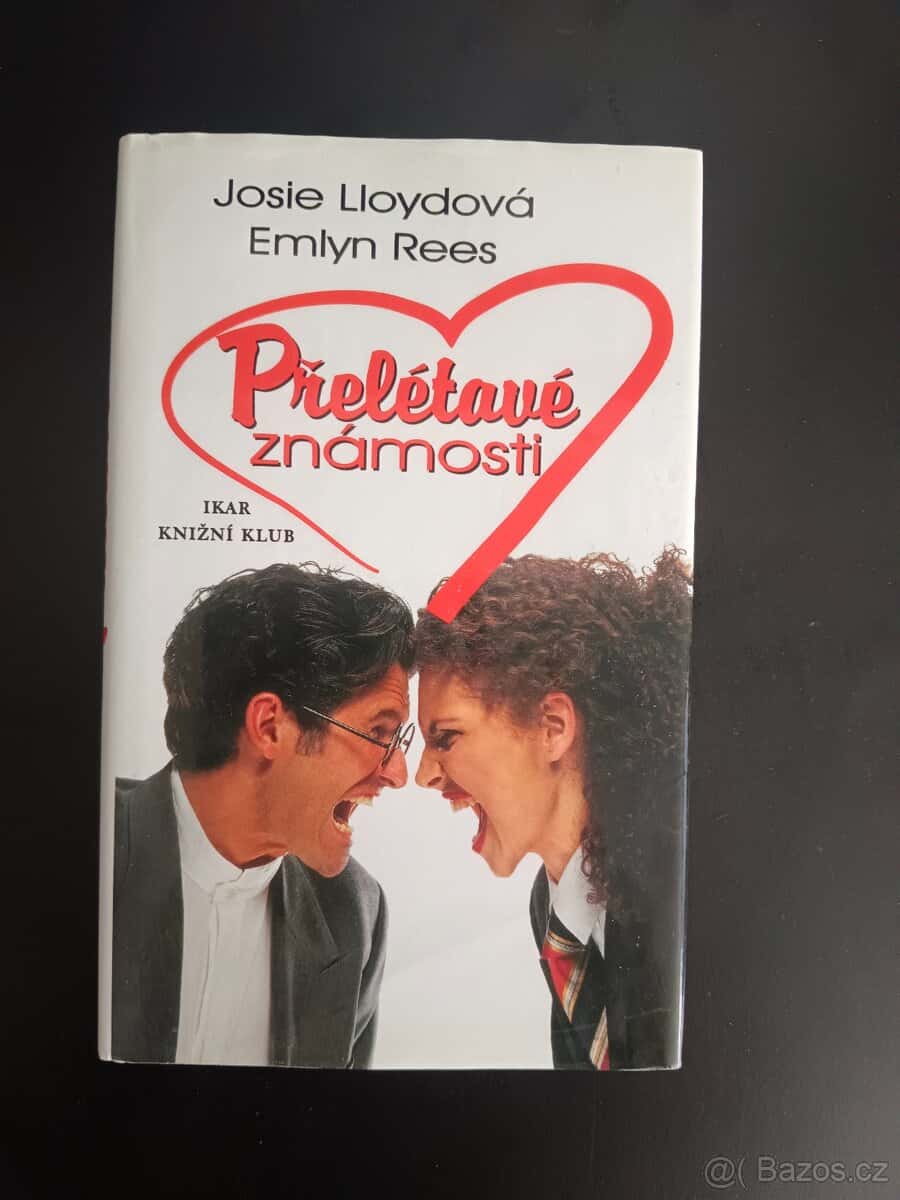 Josie Lloydová
Emlyn Rees
Přelétavé
známosti
IKAR
KNIŽNÍ KLUB
@( Bazos.cz